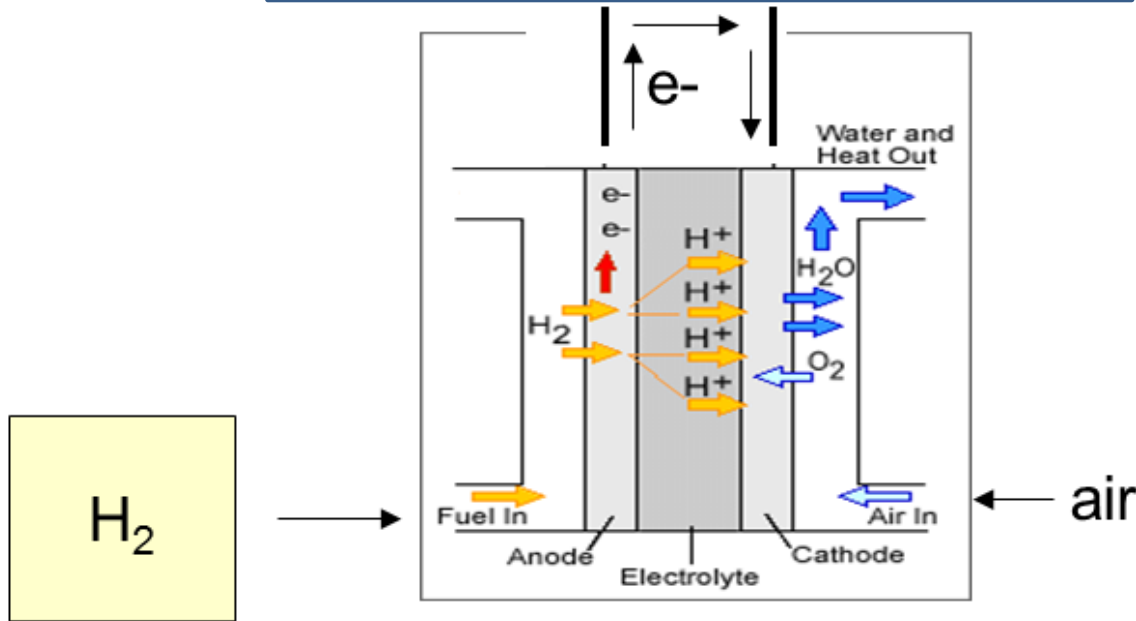 e-
Water and
Heat Out
e-
e-
H+
H₂O
H+
H₂
H+
O₂
H+
H₂
Fuel In
Air In
air
Anode
Cathode
Electrolyte